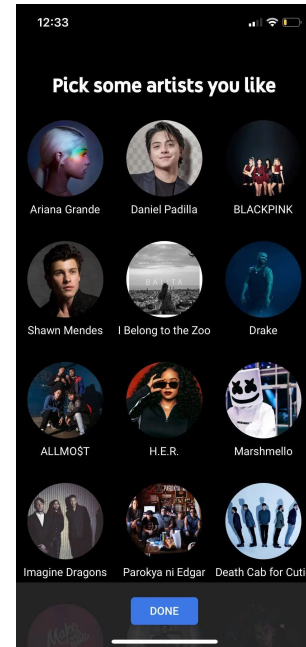 12:33
Pick some artists you like
Ariana Grande
Daniel Padilla
BLACKPINK
Shawn Mendes
I Belong to the Zoo
Drake
ALLMO$T
H.E.R.
Marshmello
Imagine Dragons
Parokya ni Edgar
Death Cab for Cuti
DONE